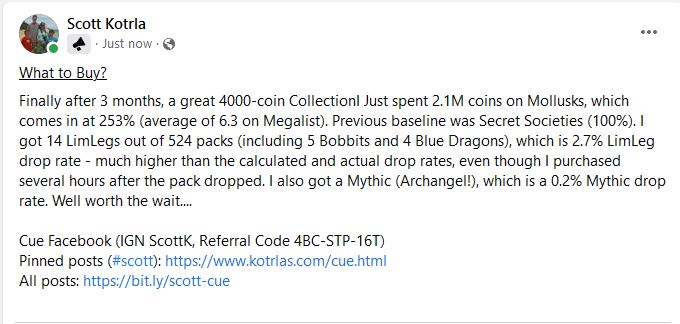 Scott Kotrla
Just now ·
What to Buy?
Finally after 3 months, a great 4000-coin Collection! Just spent 2.1M coins on Mollusks, which
comes in at 253% (average of 6.3 on Megalist). Previous baseline was Secret Societies (100%). I
got 14 LimLegs out of 524 packs (including 5 Bobbits and 4 Blue Dragons), which is 2.7% LimLeg
drop rate - much higher than the calculated and actual drop rates, even though I purchased
several hours after the pack dropped. I also got a Mythic (Archangel!), which is a 0.2% Mythic drop
rate. Well worth the wait....
Cue Facebook (IGN ScottK, Referral Code 4BC-STP-16T)
Pinned posts (#scott): https://www.kotrlas.com/cue.html
All posts: https://bit.ly/scott-cue